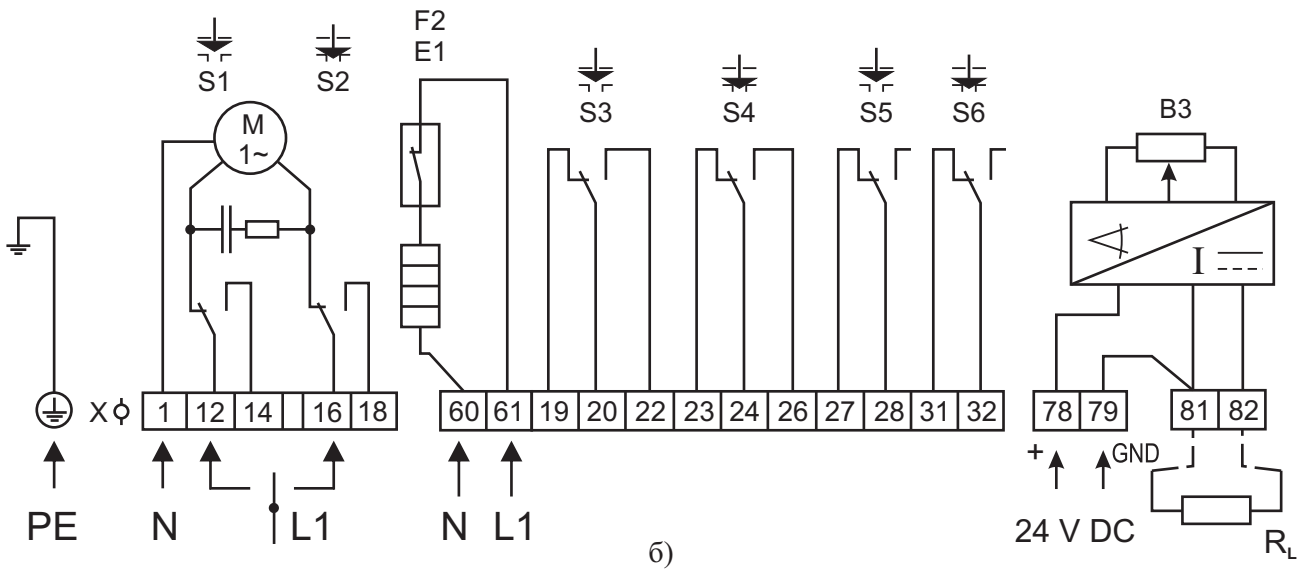 F2
E1
S1
S2
S3
S4
S5
S6
B3
M
1~
I
X 1 12 14 16 18
60 61 19 20 22 23 24 26 27 28 31 32
78 79
81 82
+
GND
PE
N
L1
N
L1
24 V DC
RL
б)